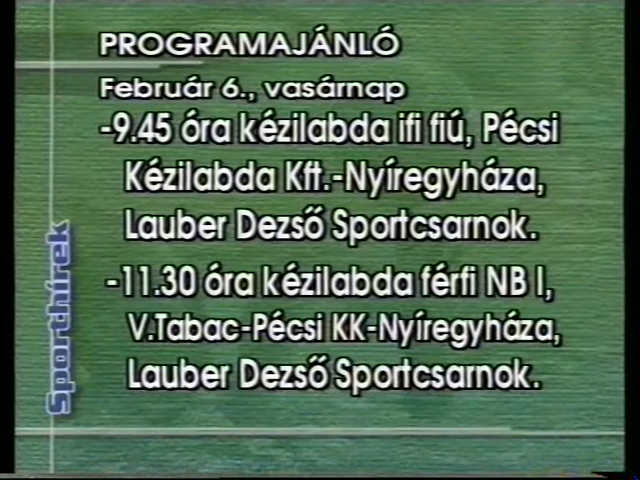 PROGRAMAJÁNLÓ
Február 6., vasárnap
-9.45 óra kézilabda ifi fiú, Pécsi
Kézilabda Kft.-Nyíregyháza,
Lauber Dezső Sportcsarnok.
-11.30 óra kézilabda férfi NB I,
V.Tabac-Pécsi KK-Nyíregyháza,
Lauber Dezső Sportcsarnok.
Sporthírek